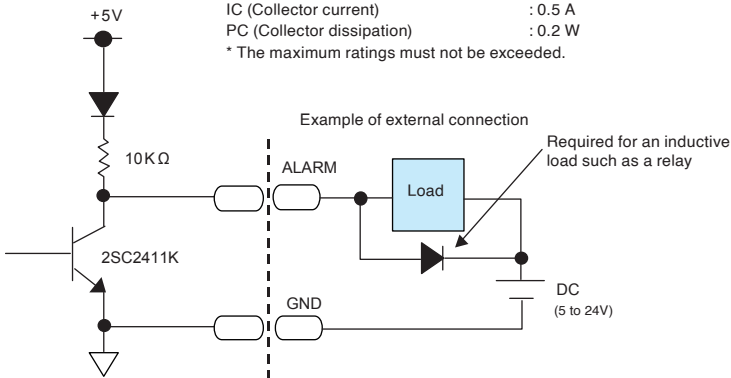 IC (Collector current) : 0.5 A
PC (Collector dissipation) : 0.2 W
* The maximum ratings must not be exceeded.
+5V
Example of external connection
Required for an inductive
load such as a relay
10KΩ
ALARM
Load
2SC2411K
DC
(5 to 24V)
GND